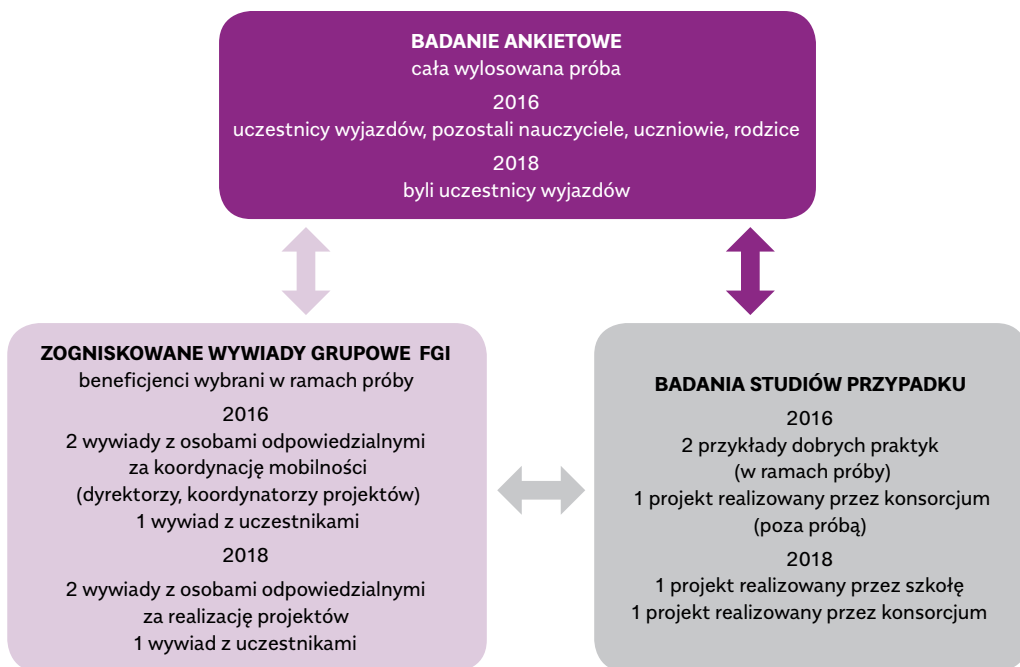 BADANIE ANKIETOWE
cała wylosowana próba
2016
uczestnicy wyjazdów, pozostali nauczyciele, uczniowie, rodzice
2018
byli uczestnicy wyjazdów
ZOGNISKOWANE WYWIADY GRUPOWE FGI
beneficjenci wybrani w ramach próby
2016
2 wywiady z osobami odpowiedzialnymi
za koordynację mobilności
(dyrektorzy, koordynatorzy projektów)
1 wywiad z uczestnikami
2018
2 wywiady z osobami odpowiedzialnymi
za realizację projektów
1 wywiad z uczestnikami
BADANIA STUDIÓW PRZYPADKU
2016
2 przykłady dobrych praktyk
(w ramach próby)
1 projekt realizowany przez konsorcjum
(poza próbą)
2018
1 projekt realizowany przez szkołę
1 projekt realizowany przez konsorcjum